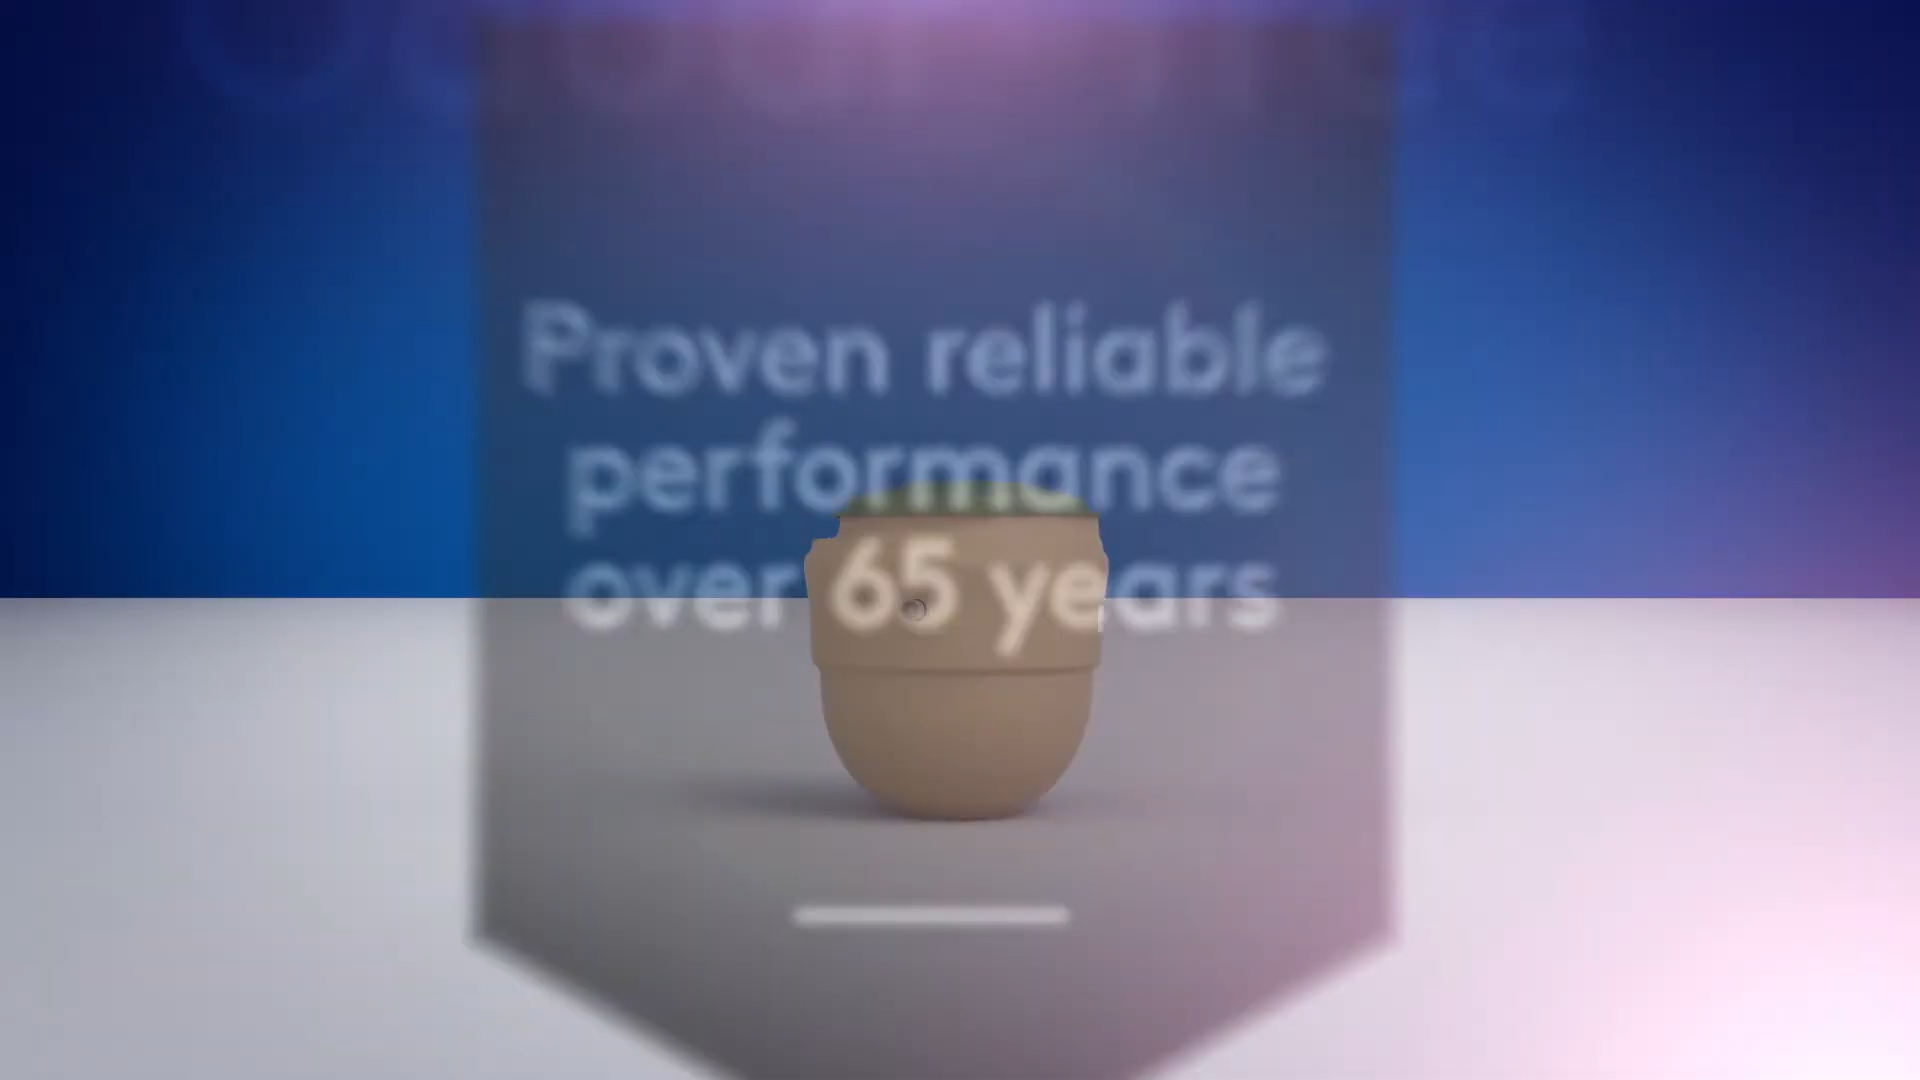 Proven reliable
performance
over 65 years